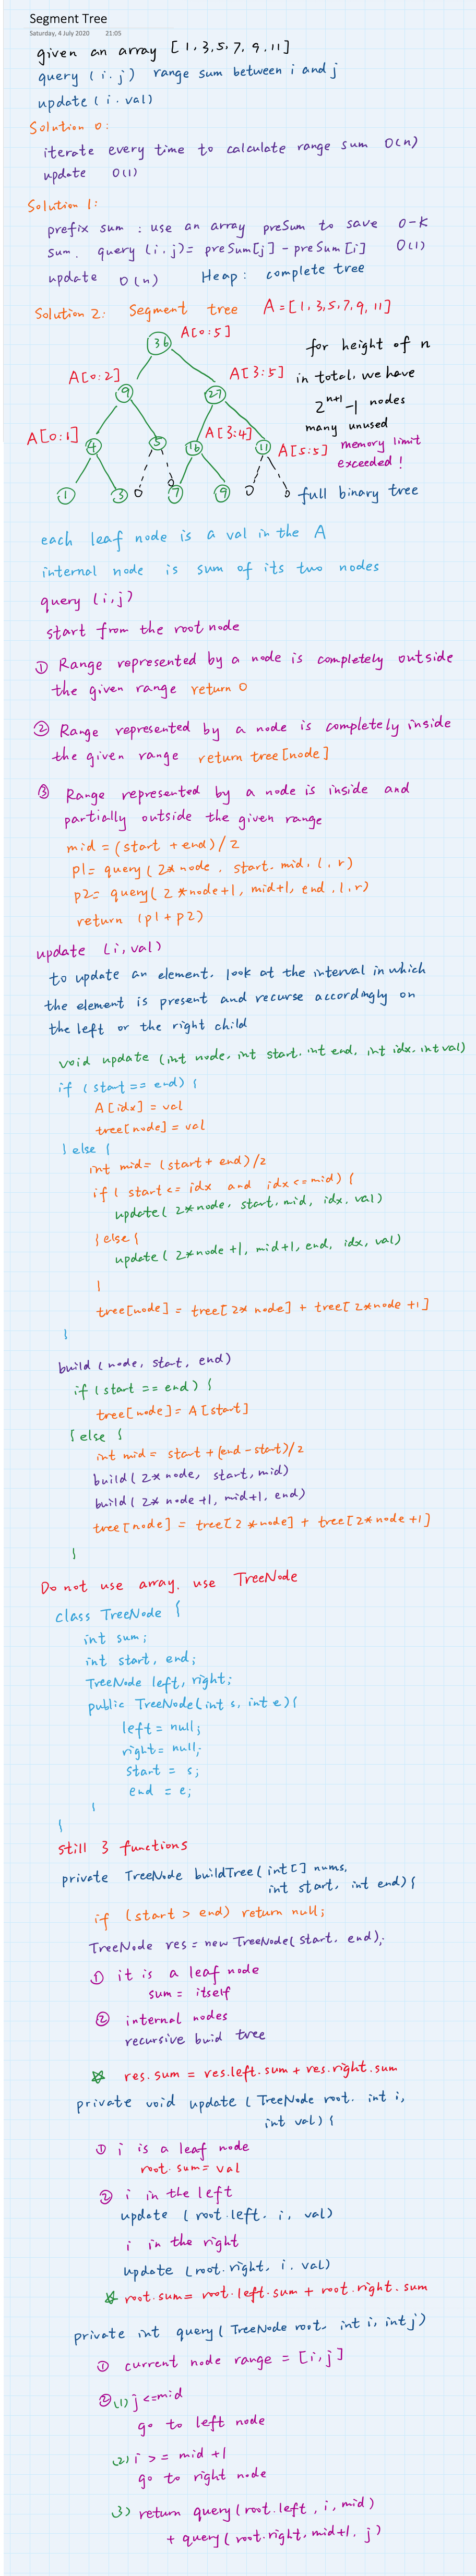 Segment Tree
Saturday, 4 July 2020 21:05
given an array [1,3,5,7,9,11]
query (i.j) range sum between i and j
update (i.val)
Solution 0:
iterate every time to calculate range sum O(n)
update O(1)
Solution 1:
prefix sum : use an array preSum to save 0-K
sum. query (i.j)= preSum[j] - preSum[i] O(1)
update O(n) Heap: complete tree
Solution 2: Segment tree A=[1,3,5,7,9,11]
36 A[0:5]
for height of n
A[0:2] 9 27 A[3:5] in total, we have
2^(n+1) -1 nodes
many unused
A[0:1] 4 5 16 A[3:4] 11 A[5:5] memory limit
exceeded!
1 3 0 0 7 9 0 0 full binary tree
each leaf node is a val in the A
internal node is sum of its two nodes
query (i,j)
start from the root node
① Range represented by a node is completely outside
the given range return 0
② Range represented by a node is completely inside
the given range return tree[node]
③ Range represented by a node is inside and
partially outside the given range
mid = (start + end)/2
p1= query(2*node, start, mid, l, r)
p2= query(2*node+1, mid+1, end, l, r)
return (p1 + p2)
update (i,val)
to update an element. look at the interval in which
the element is present and recurse accordingly on
the left or the right child
void update (int node, int start, int end, int idx, int val)
if (start == end) {
A[idx] = val
tree[node] = val
} else {
int mid= (start + end)/2
if( start <= idx and idx <= mid) {
update( 2*node, start, mid, idx, val)
} else {
update( 2*node +1, mid+1, end, idx, val)
}
tree[node] = tree[2* node] + tree[2*node +1]
}
build (node, start, end)
if (start == end) {
tree[node]= A[start]
} else {
int mid = start + (end-start)/2
build( 2* node, start, mid)
build( 2* node +1, mid+1, end)
tree[node] = tree[2 *node] + tree[2*node +1]
}
Do not use array, use TreeNode
class TreeNode {
int sum;
int start, end;
TreeNode left, right;
public TreeNode(int s, int e){
left = null;
right= null;
start = s;
end = e;
}
}
still 3 functions
private TreeNode buildTree(int[] nums,
int start, int end){
if (start > end) return null;
TreeNode res = new TreeNode(start, end);
① it is a leaf node
sum = itself
② internal nodes
recursive buid tree
☆ res.sum = res.left.sum + res.right.sum
private void update (TreeNode root. int i,
int val) {
① i is a leaf node
root.sum= val
② i in the left
update (root.left. i, val)
i in the right
update (root.right, i, val)
☆ root.sum= root.left.sum + root.right.sum
private int query( TreeNode root, int i, int j)
① current node range = [i,j]
② (1) j <=mid
go to left node
(2) i >= mid +1
go to right node
(3) return query(root.left, i, mid)
+ query(root.right, mid+1, j)